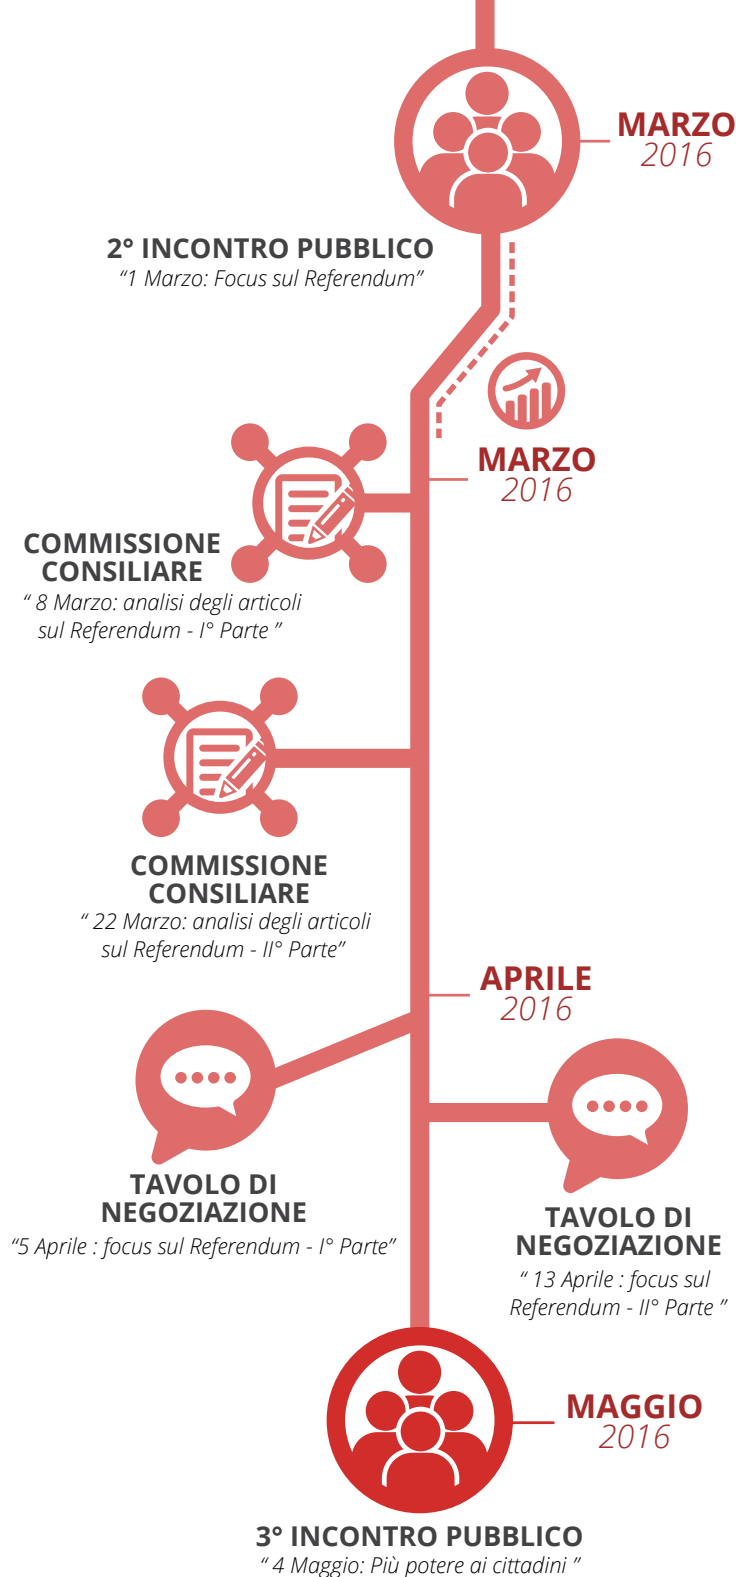 MARZO
2016
2° INCONTRO PUBBLICO
“1 Marzo: Focus sul Referendum”
MARZO
2016
COMMISSIONE
CONSILIARE
“ 8 Marzo: analisi degli articoli
sul Referendum - I° Parte ”
COMMISSIONE
CONSILIARE
“ 22 Marzo: analisi degli articoli
sul Referendum - II° Parte”
APRILE
2016
TAVOLO DI
NEGOZIAZIONE
“5 Aprile : focus sul Referendum - I° Parte”
TAVOLO DI
NEGOZIAZIONE
“ 13 Aprile : focus sul
Referendum - II° Parte ”
MAGGIO
2016
3° INCONTRO PUBBLICO
“ 4 Maggio: Più potere ai cittadini ”